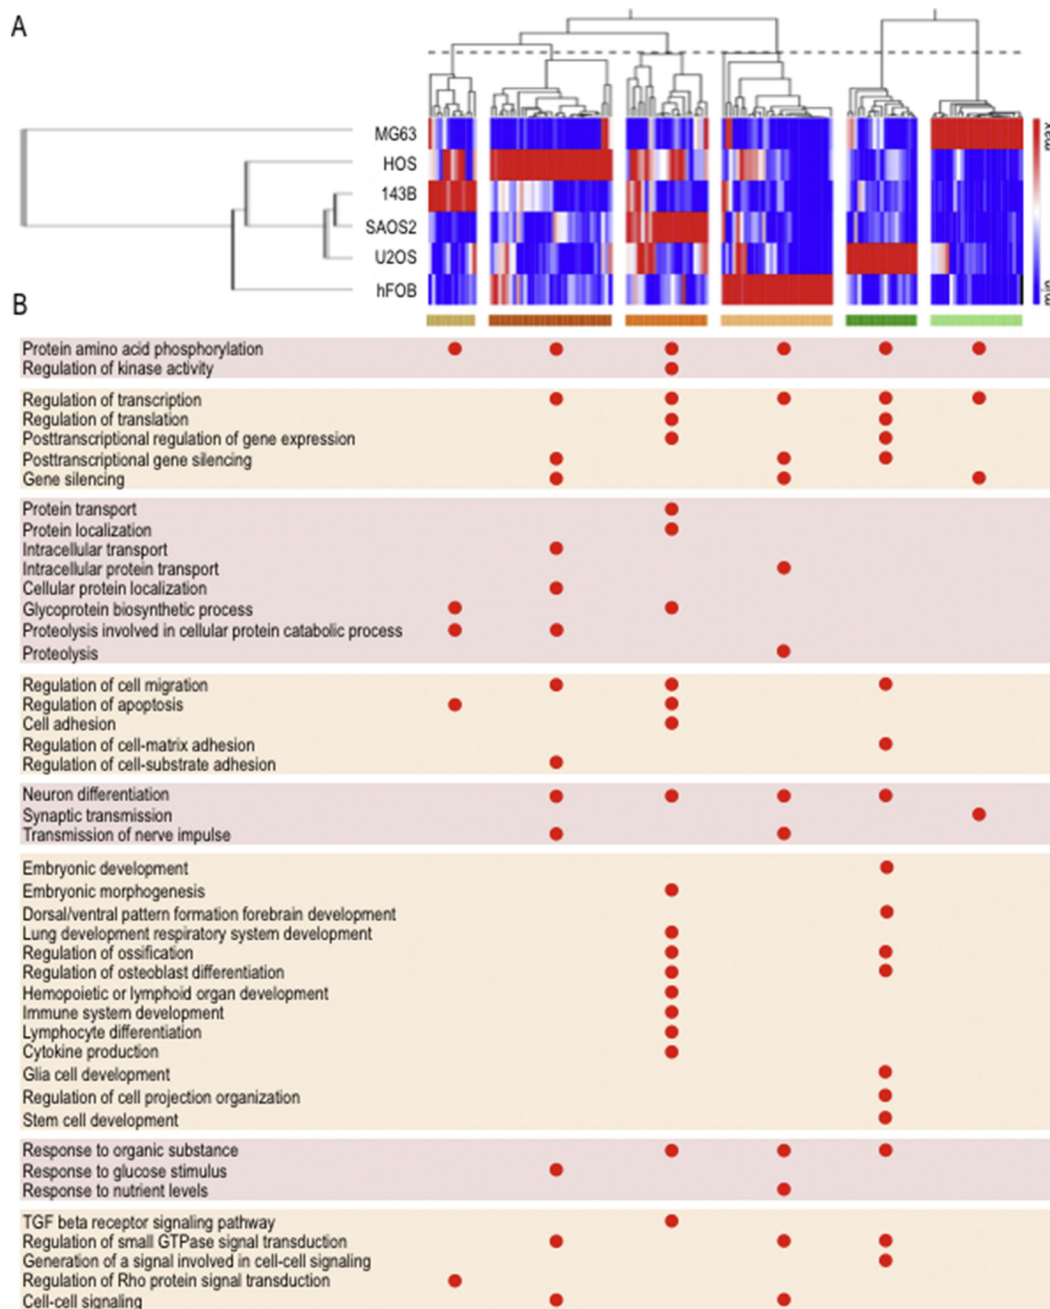 A
MG63
HOS
143B
SAOS2
U2OS
hFOB
max
min
B
Protein amino acid phosphorylation
Regulation of kinase activity
Regulation of transcription
Regulation of translation
Posttranscriptional regulation of gene expression
Posttranscriptional gene silencing
Gene silencing
Protein transport
Protein localization
Intracellular transport
Intracellular protein transport
Cellular protein localization
Glycoprotein biosynthetic process
Proteolysis involved in cellular protein catabolic process
Proteolysis
Regulation of cell migration
Regulation of apoptosis
Cell adhesion
Regulation of cell-matrix adhesion
Regulation of cell-substrate adhesion
Neuron differentiation
Synaptic transmission
Transmission of nerve impulse
Embryonic development
Embryonic morphogenesis
Dorsal/ventral pattern formation forebrain development
Lung development respiratory system development
Regulation of ossification
Regulation of osteoblast differentiation
Hemopoietic or lymphoid organ development
Immune system development
Lymphocyte differentiation
Cytokine production
Glia cell development
Regulation of cell projection organization
Stem cell development
Response to organic substance
Response to glucose stimulus
Response to nutrient levels
TGF beta receptor signaling pathway
Regulation of small GTPase signal transduction
Generation of a signal involved in cell-cell signaling
Regulation of Rho protein signal transduction
Cell-cell signaling